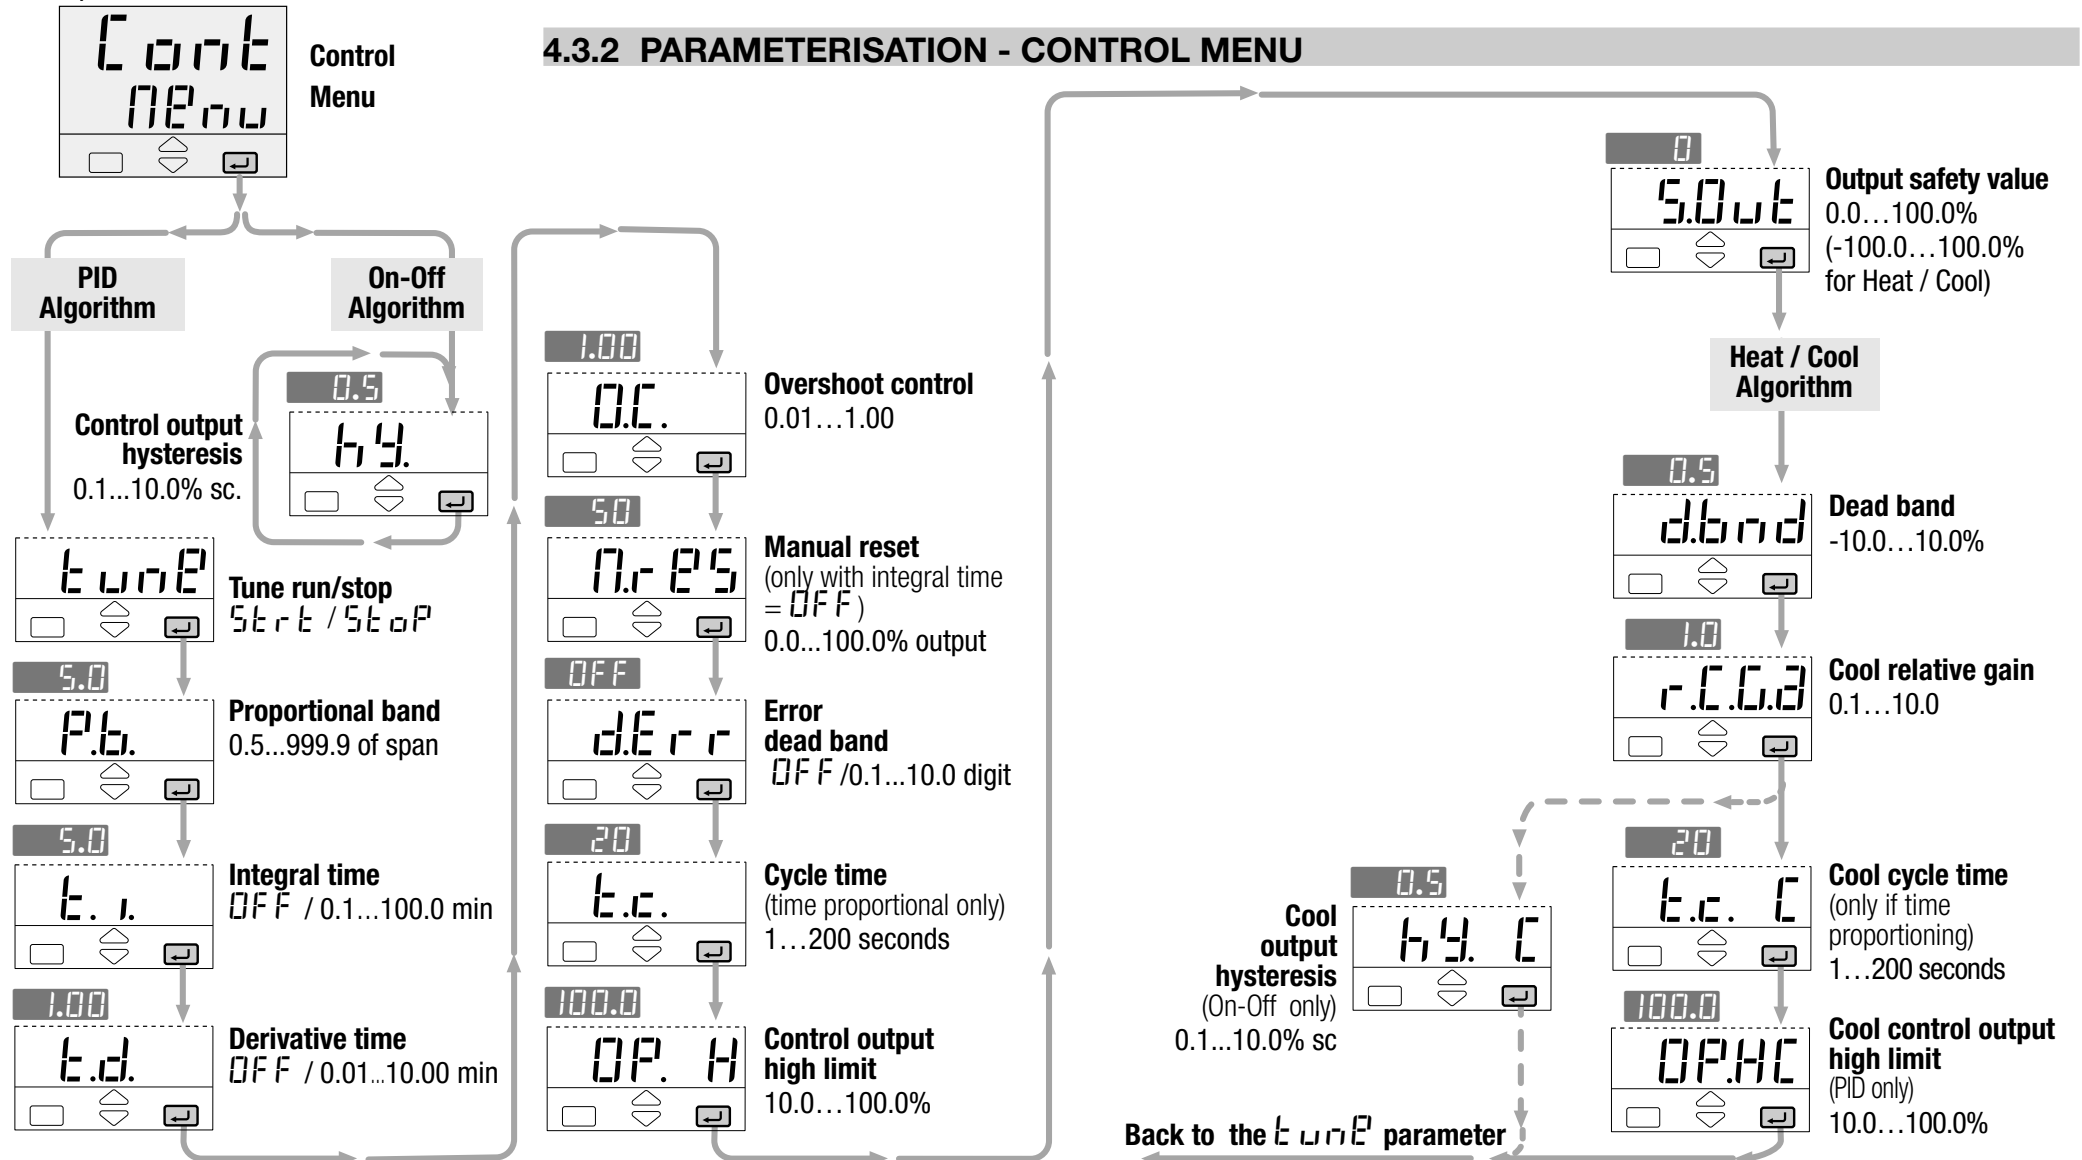 4.3.2 PARAMETERISATION - CONTROL MENU
Cont
MEnu
Control
Menu
PID
Algorithm
On-Off
Algorithm
0.5
hY.
Control output
hysteresis
0.1...10.0% sc.
tunE
Tune run/stop
Strt / StoP
5.0
P.b.
Proportional band
0.5...999.9 of span
5.0
t. i.
Integral time
OFF / 0.1...100.0 min
1.00
t.d.
Derivative time
OFF / 0.01...10.00 min
1.00
O.C.
Overshoot control
0.01...1.00
50
M.rES
Manual reset
(only with integral time
= OFF)
0.0...100.0% output
OFF
d.Err
Error
dead band
OFF/0.1...10.0 digit
20
t.c.
Cycle time
(time proportional only)
1...200 seconds
100.0
OP. H
Control output
high limit
10.0...100.0%
0
S.Out
Output safety value
0.0...100.0%
(-100.0...100.0%
for Heat / Cool)
Heat / Cool
Algorithm
0.5
d.bnd
Dead band
-10.0...10.0%
1.0
r.C.G.a
Cool relative gain
0.1...10.0
0.5
hY. C
Cool
output
hysteresis
(On-Off only)
0.1...10.0% sc
20
t.c. C
Cool cycle time
(only if time
proportioning)
1...200 seconds
100.0
OP.HC
Cool control output
high limit
(PID only)
10.0...100.0%
Back to the tunE parameter